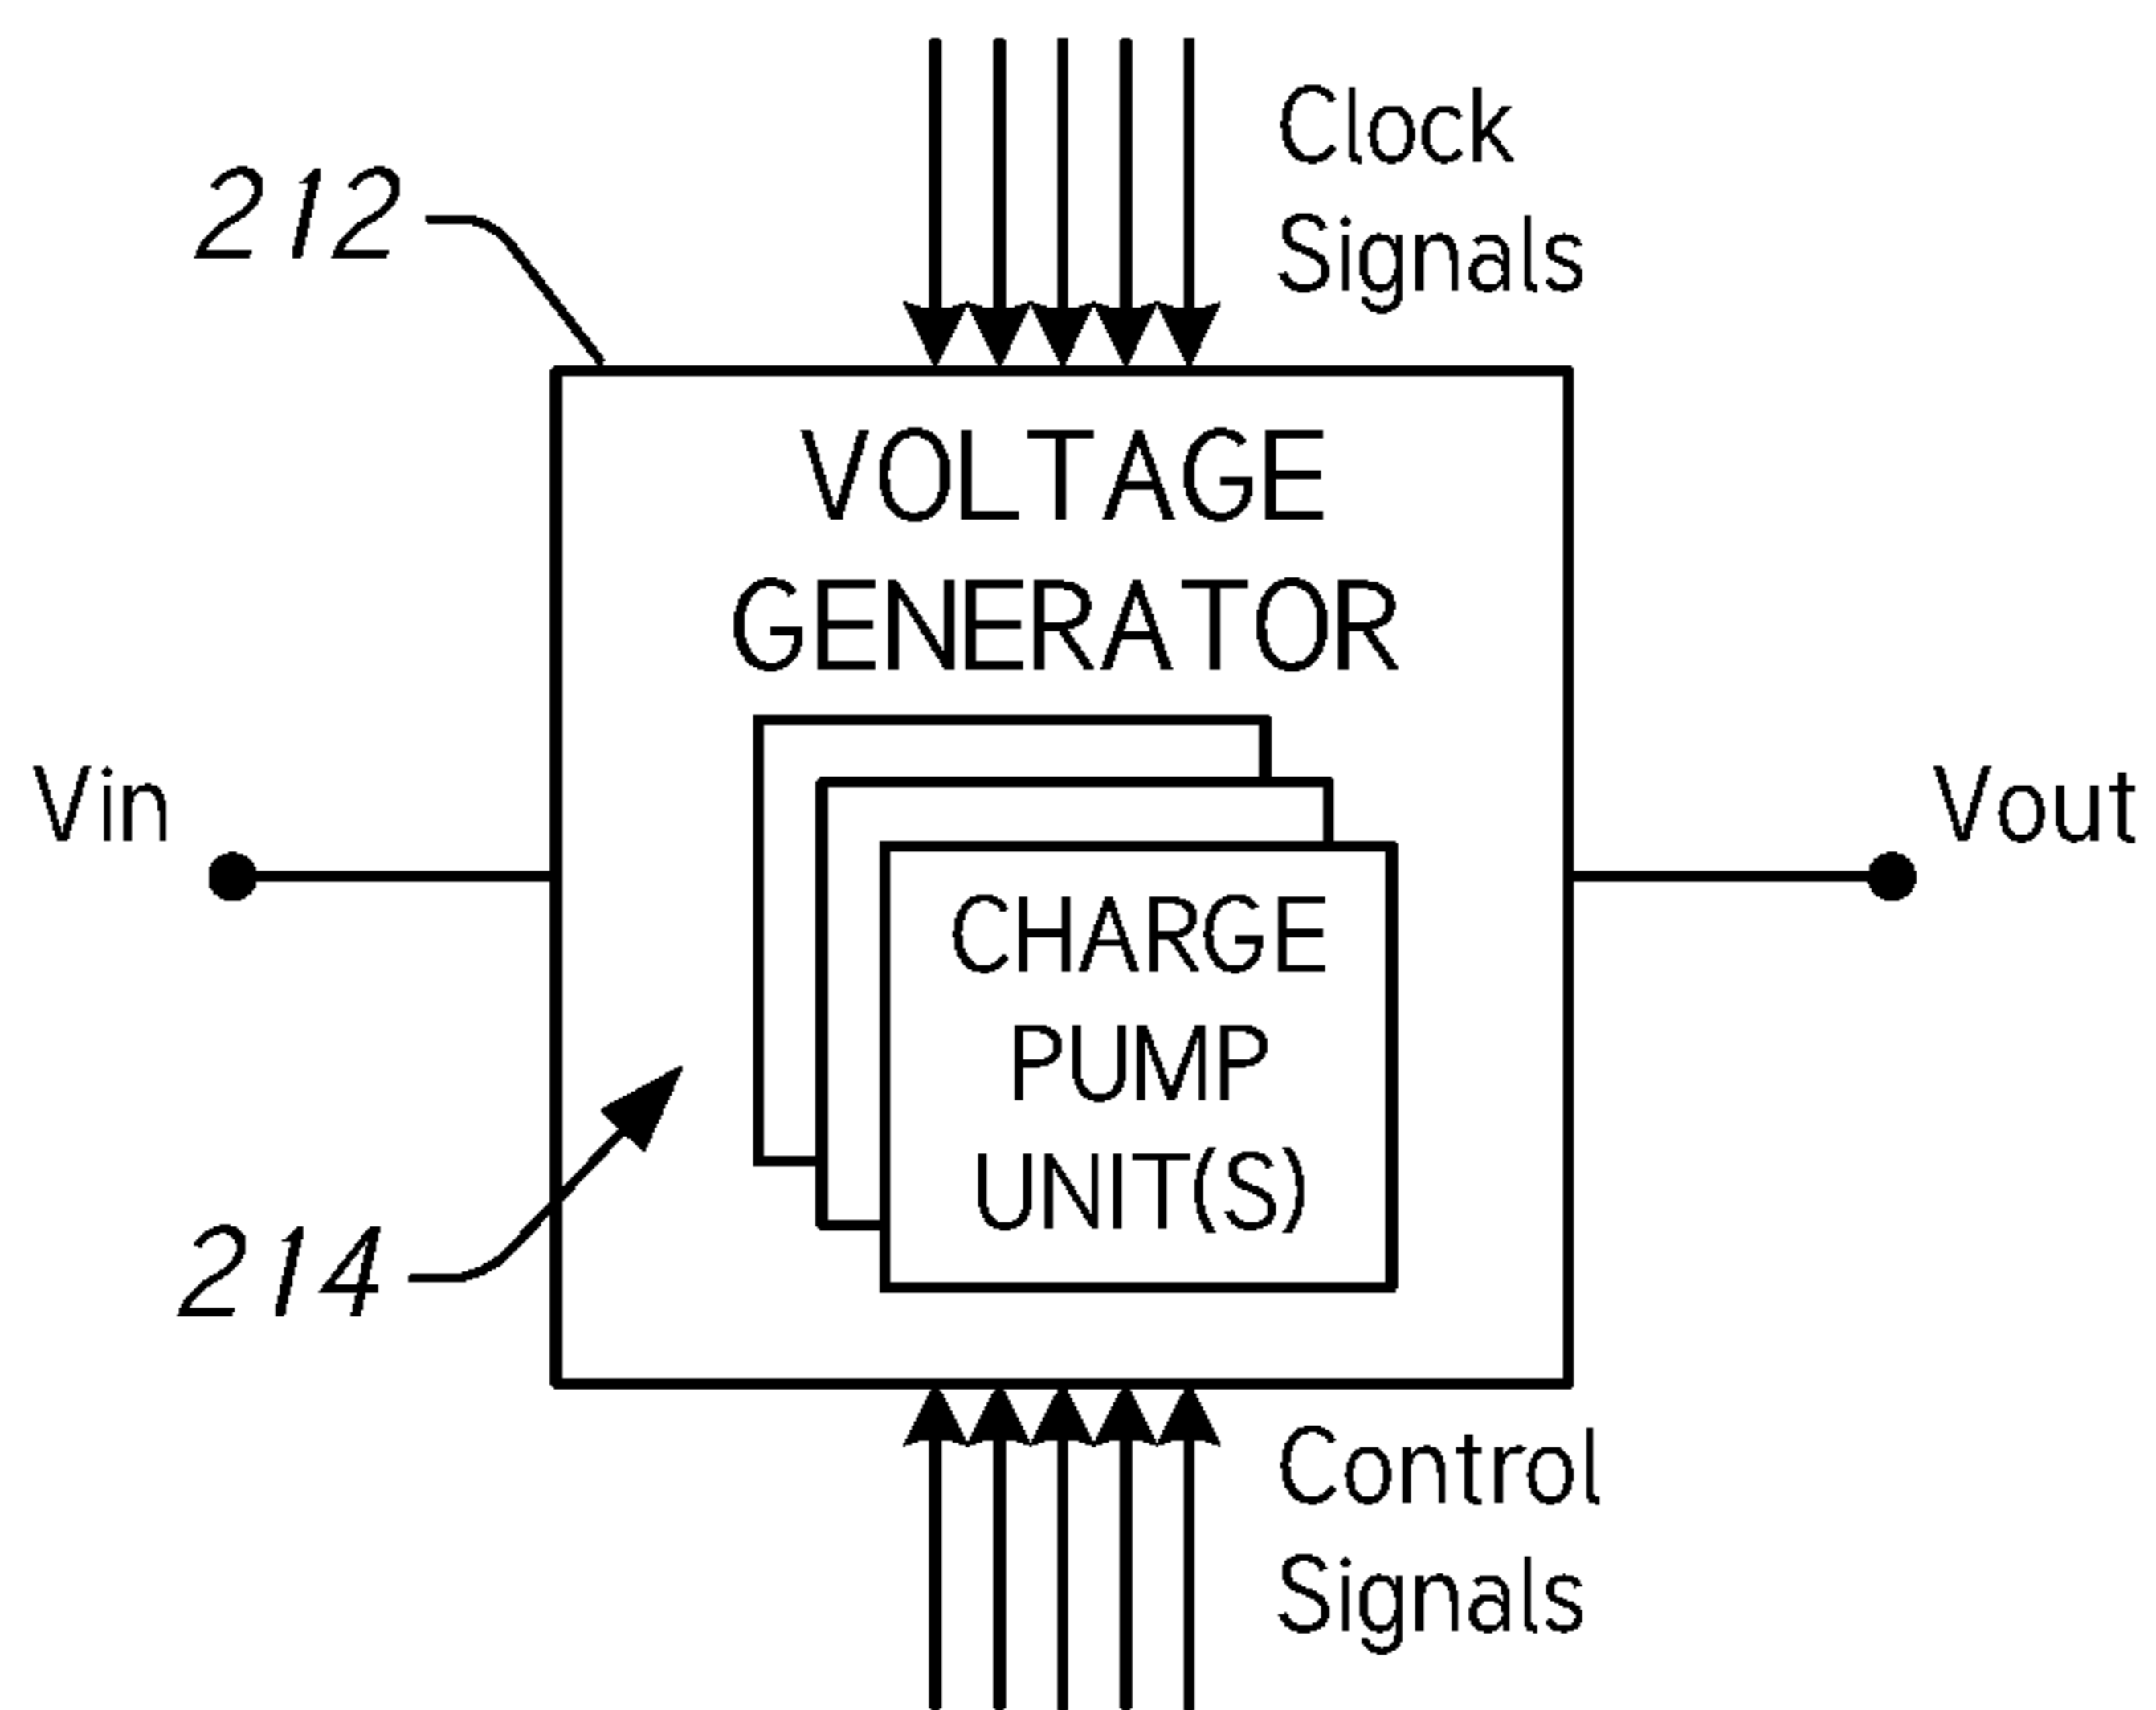 Clock
Signals
212
VOLTAGE
GENERATOR
Vin
Vout
CHARGE
PUMP
UNIT(S)
214
Control
Signals